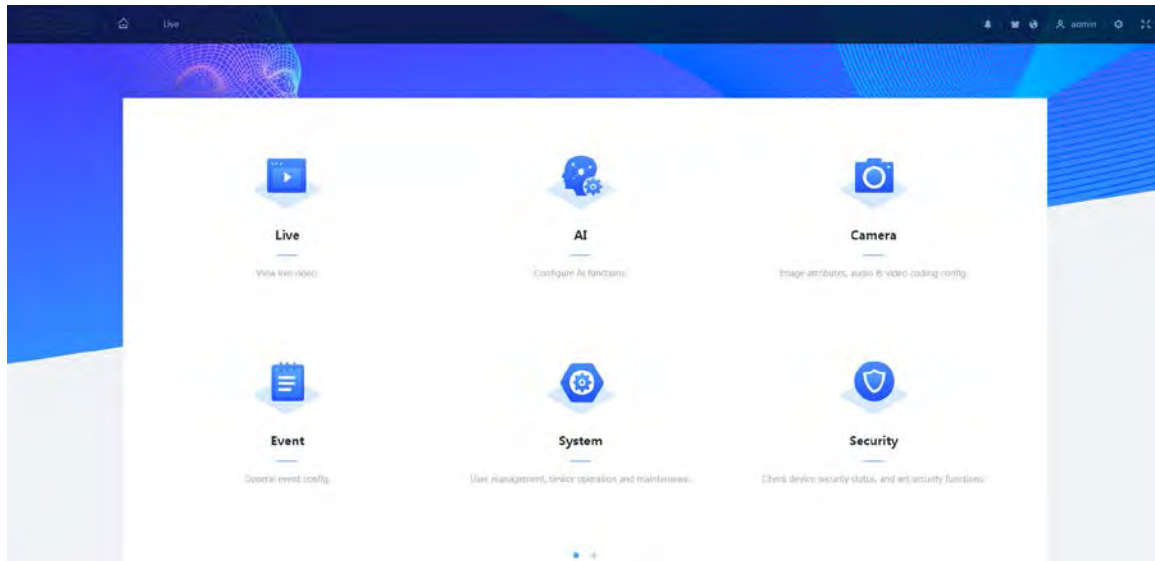 Live
admin
Live
AI
Camera
View live video.
Configure AI functions.
Image attributes, audio & video coding config.
Event
System
Security
General event config.
User management, device operation and maintenance.
Check device security status, and set security functions.